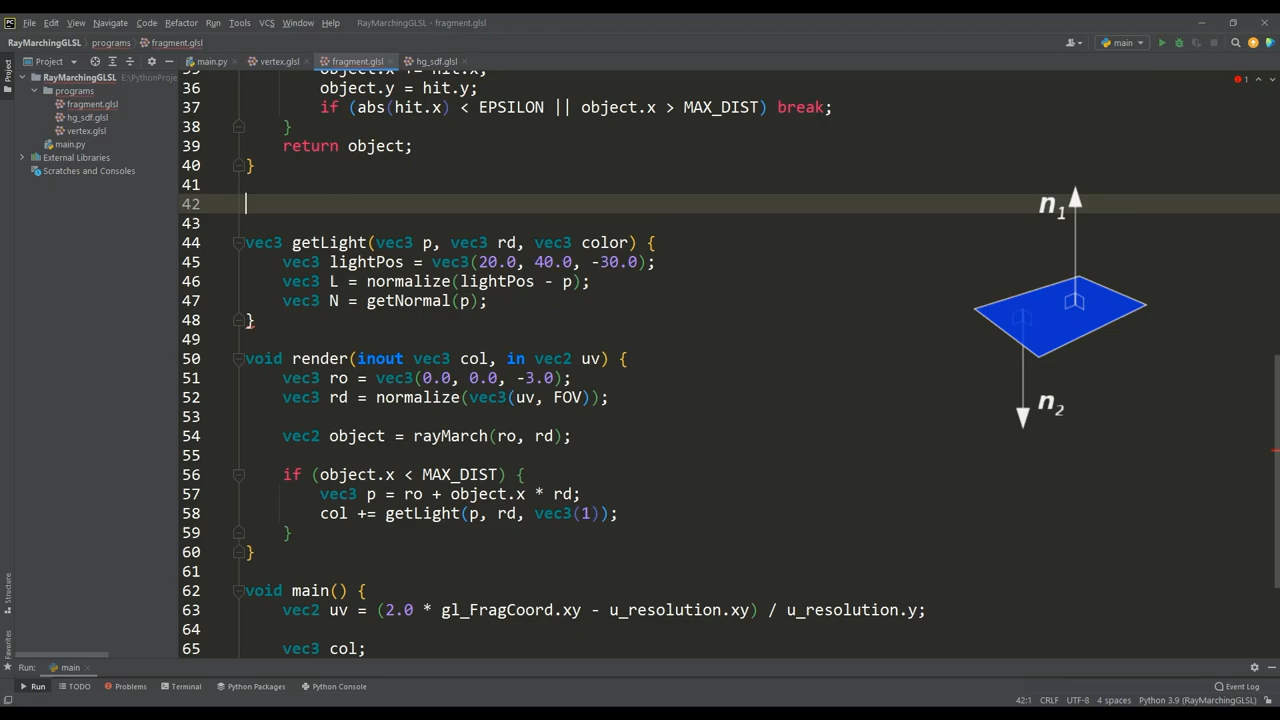 PC File Edit View Navigate Code Refactor Run Tools VCS Window Help RayMarchingGLSL - fragment.glsl
RayMarchingGLSL programs fragment.glsl main
Project main.py vertex.glsl fragment.glsl hg_sdf.glsl
Project
RayMarchingGLSL E:\PythonProje
programs
fragment.glsl
hg_sdf.glsl
vertex.glsl
main.py
External Libraries
Scratches and Consoles
1
35 object.x += hit.x;
36 object.y = hit.y;
37 if (abs(hit.x) < EPSILON || object.x > MAX_DIST) break;
38 }
39 return object;
40 }
41
42
43
44 vec3 getLight(vec3 p, vec3 rd, vec3 color) {
45 vec3 lightPos = vec3(20.0, 40.0, -30.0);
46 vec3 L = normalize(lightPos - p);
47 vec3 N = getNormal(p);
48 }
49
50 void render(inout vec3 col, in vec2 uv) {
51 vec3 ro = vec3(0.0, 0.0, -3.0);
52 vec3 rd = normalize(vec3(uv, FOV));
53
54 vec2 object = rayMarch(ro, rd);
55
56 if (object.x < MAX_DIST) {
57 vec3 p = ro + object.x * rd;
58 col += getLight(p, rd, vec3(1));
59 }
60 }
61
62 void main() {
63 vec2 uv = (2.0 * gl_FragCoord.xy - u_resolution.xy) / u_resolution.y;
64
65 vec3 col;
n1
n2
Structure
Favorites
Run: main
Run TODO Problems Terminal Python Packages Python Console Event Log
42:1 CRLF UTF-8 4 spaces Python 3.9 (RayMarchingGLSL)